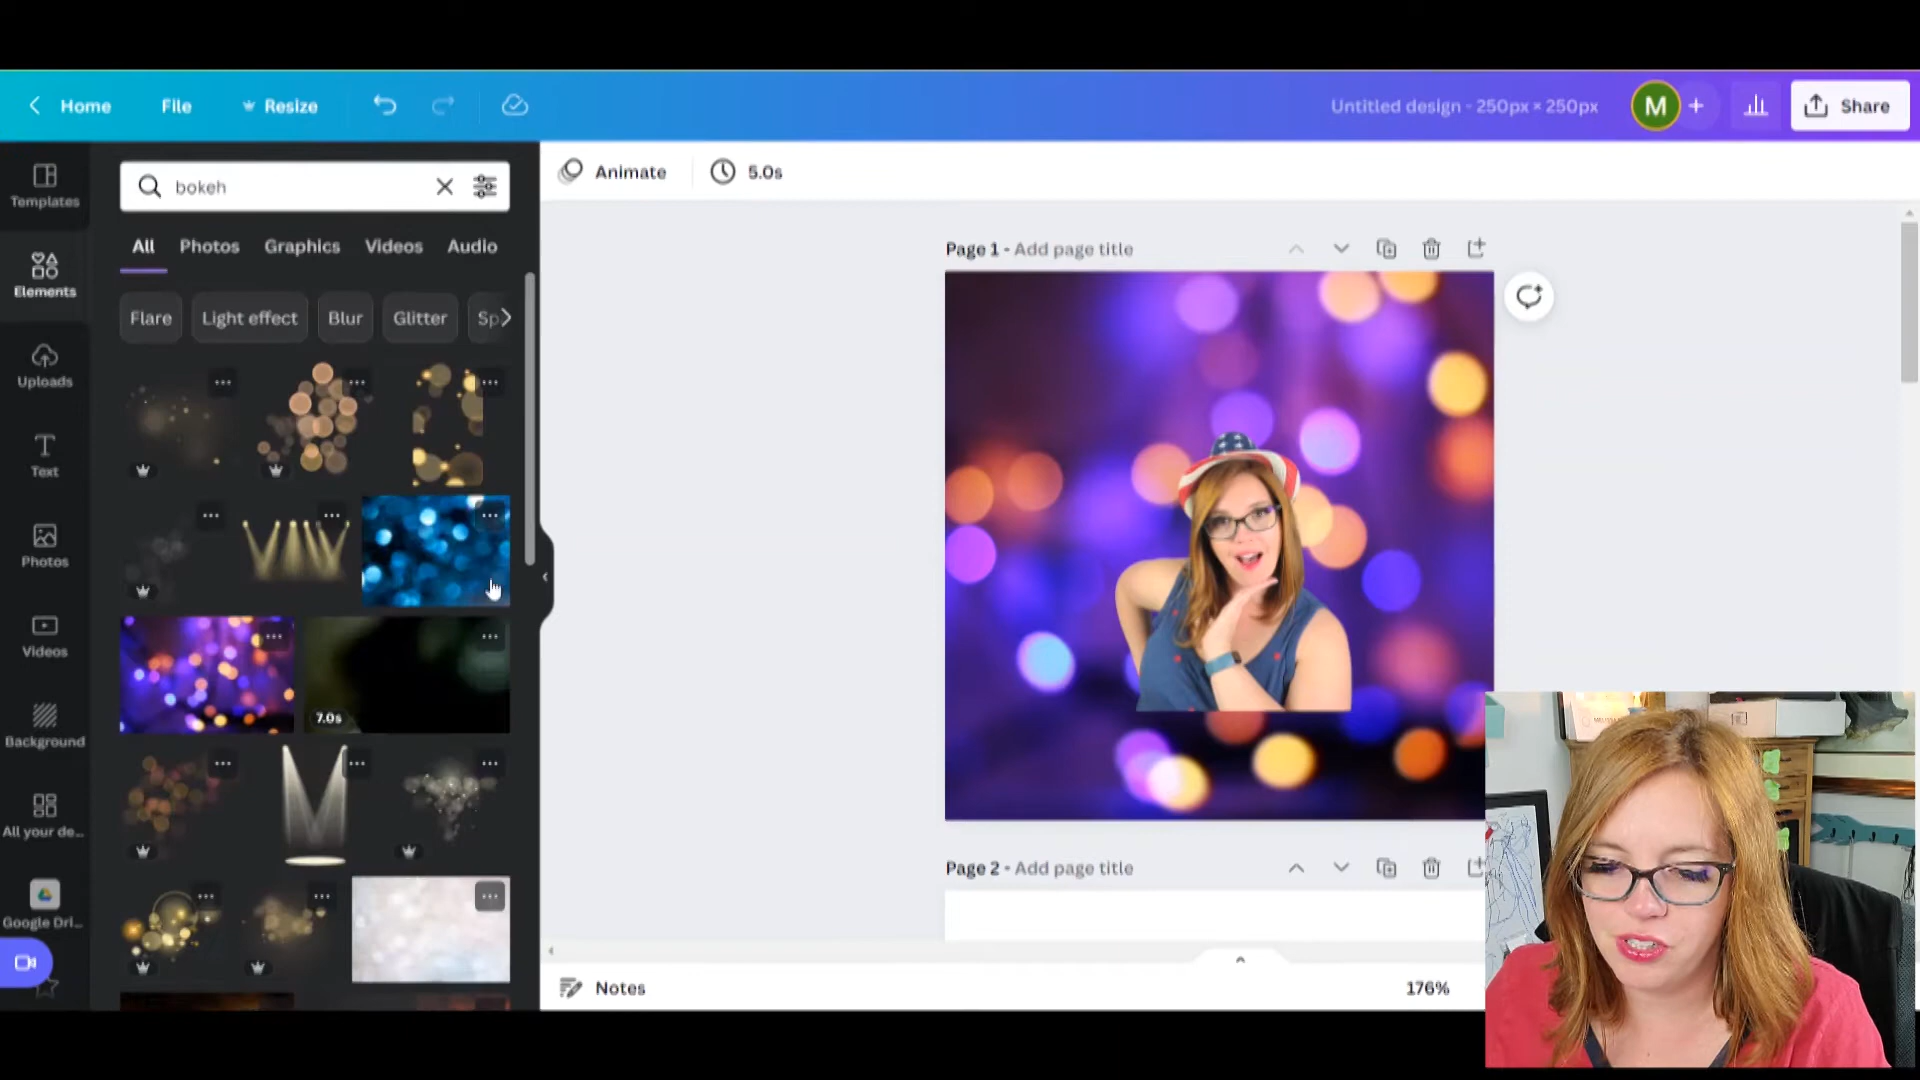 Home
File
Resize
Untitled design - 250px × 250px
M
Share
Templates
Elements
Uploads
Text
Photos
Videos
Background
All your de...
Google Dri...
bokeh
All
Photos
Graphics
Videos
Audio
Flare
Light effect
Blur
Glitter
Sp
7.0s
Animate
5.0s
Page 1 - Add page title
Page 2 - Add page title
Notes
176%